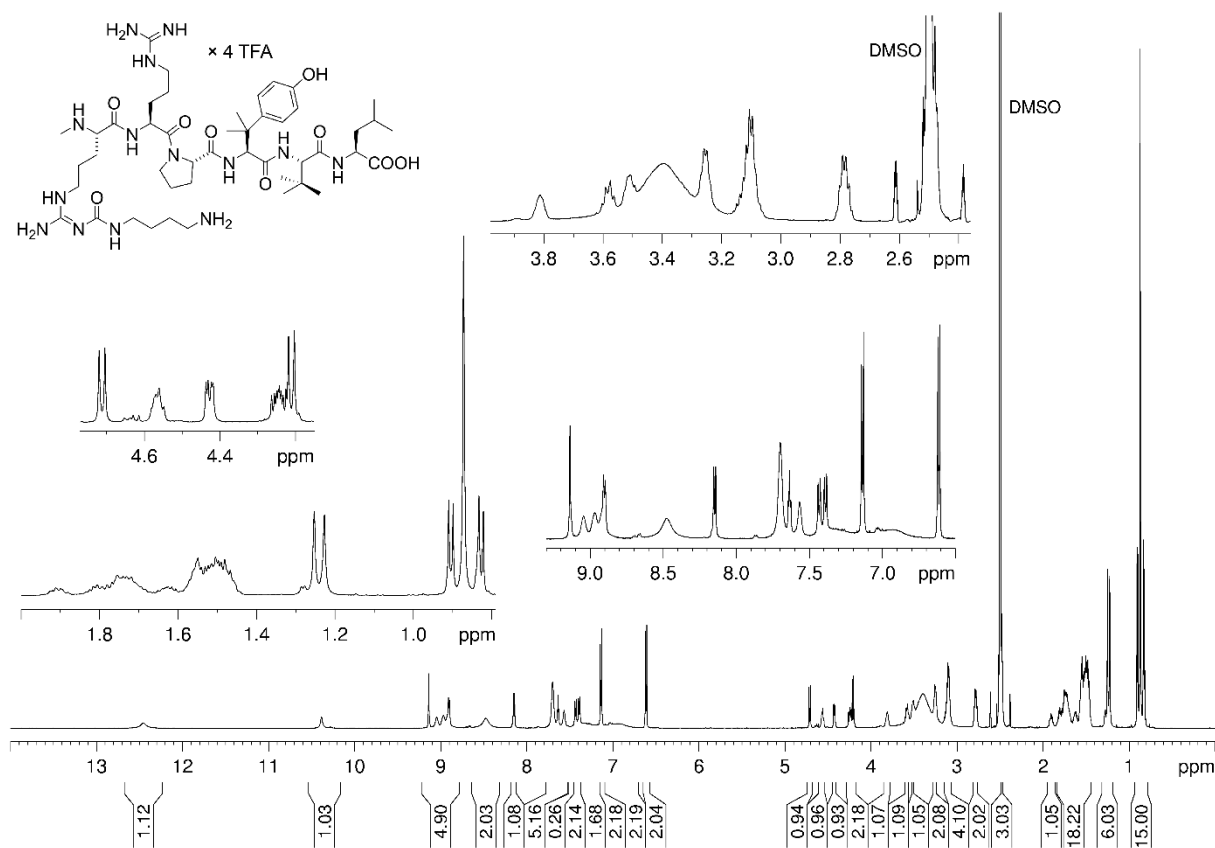 H₂N
NH
HN
× 4 TFA
OH
H
N
O
N
H
O
N
O
N
H
H
N
O
O
N
H
COOH
HN
O
H₂N
N
N
H
NH₂
DMSO
DMSO
3.8 3.6 3.4 3.2 3.0 2.8 2.6 ppm
4.6 4.4 ppm
9.0 8.5 8.0 7.5 7.0 ppm
1.8 1.6 1.4 1.2 1.0 ppm
13 12 11 10 9 8 7 6 5 4 3 2 1 ppm
1.12 1.03 4.90 2.03 1.08 5.16 0.26 2.14 1.68 2.18 2.19 2.04 0.94 0.96 0.93 2.18 1.07 1.09 1.05 2.08 4.10 2.02 3.03 1.05 18.22 6.03 15.00